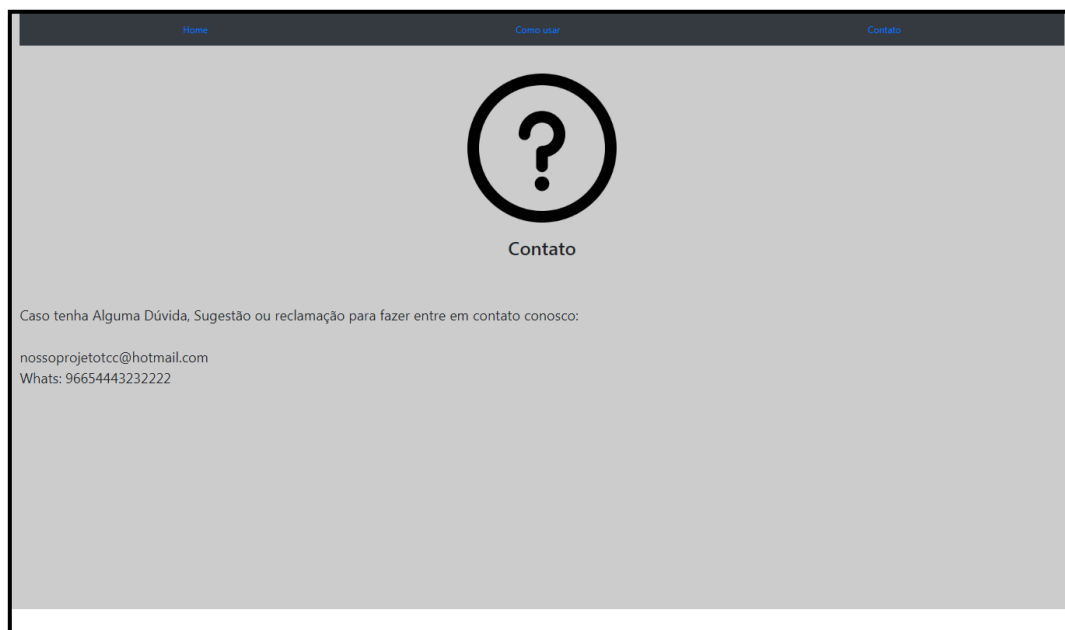 Home Como usar Contato
Contato
Caso tenha Alguma Dúvida, Sugestão ou reclamação para fazer entre em contato conosco:
nossoprojetotcc@hotmail.com
Whats: 96654443232222